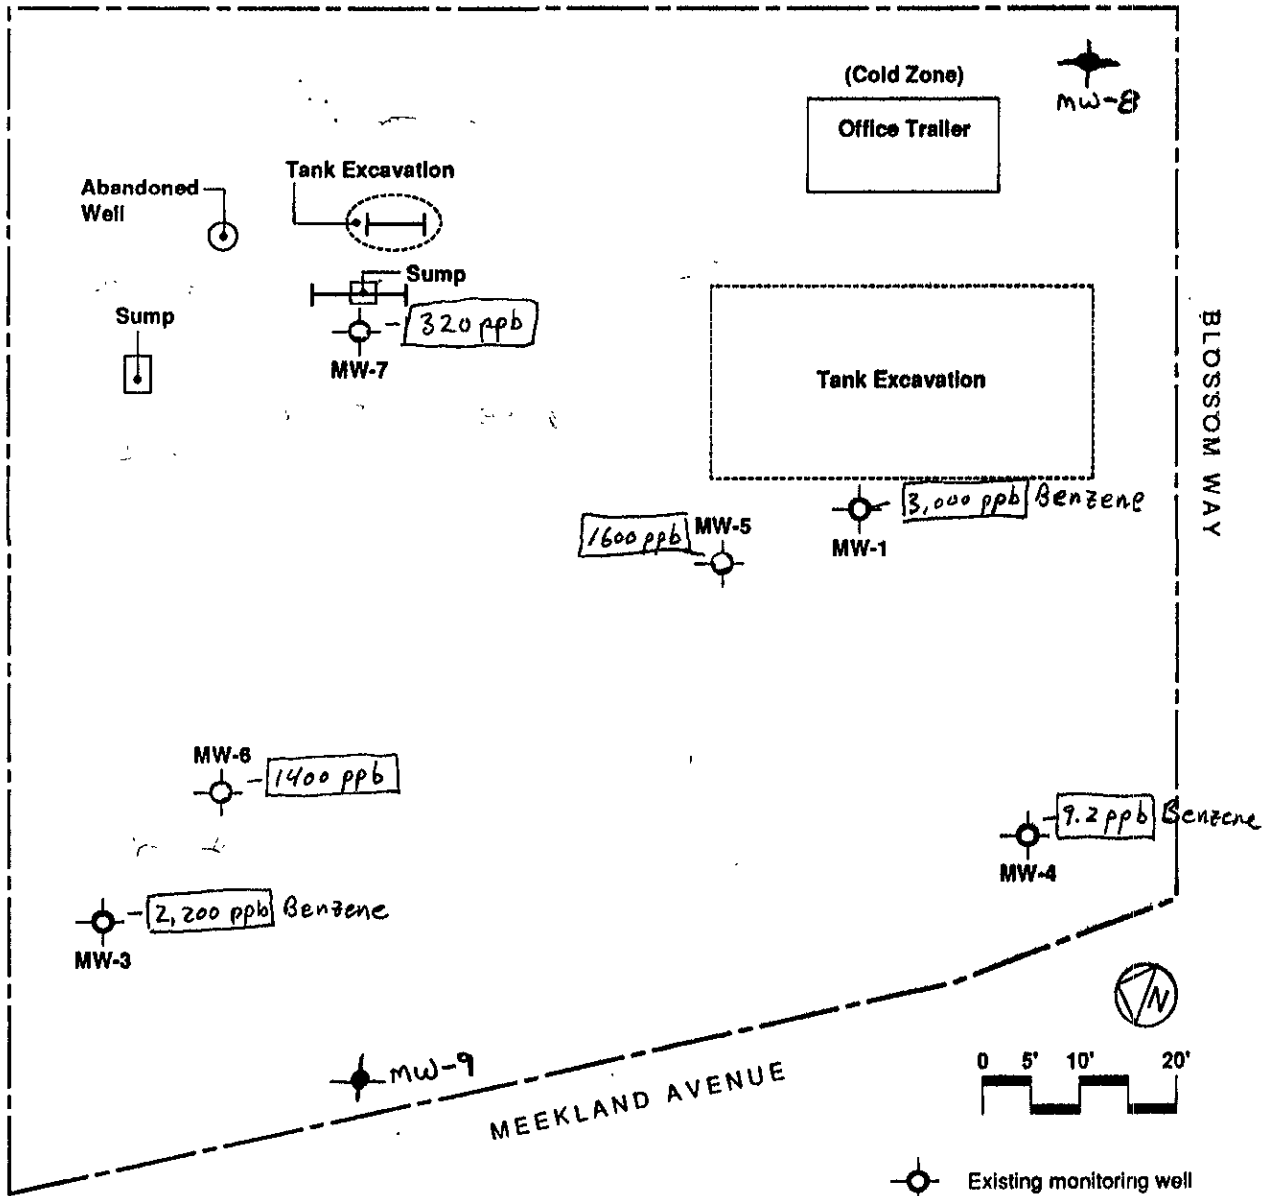 (Cold Zone)
MW-8
Office Trailer
Tank Excavation
Abandoned
Well
Sump
Sump
320 ppb
MW-7
Tank Excavation
BLOSSOM WAY
3,000 ppb Benzene
MW-5
1600 ppb
MW-1
MW-6
1400 ppb
9.2 ppb Benzene
MW-4
2,200 ppb Benzene
MW-3
N
MW-9
MEEKLAND AVENUE
0 5' 10' 20'
Existing monitoring well